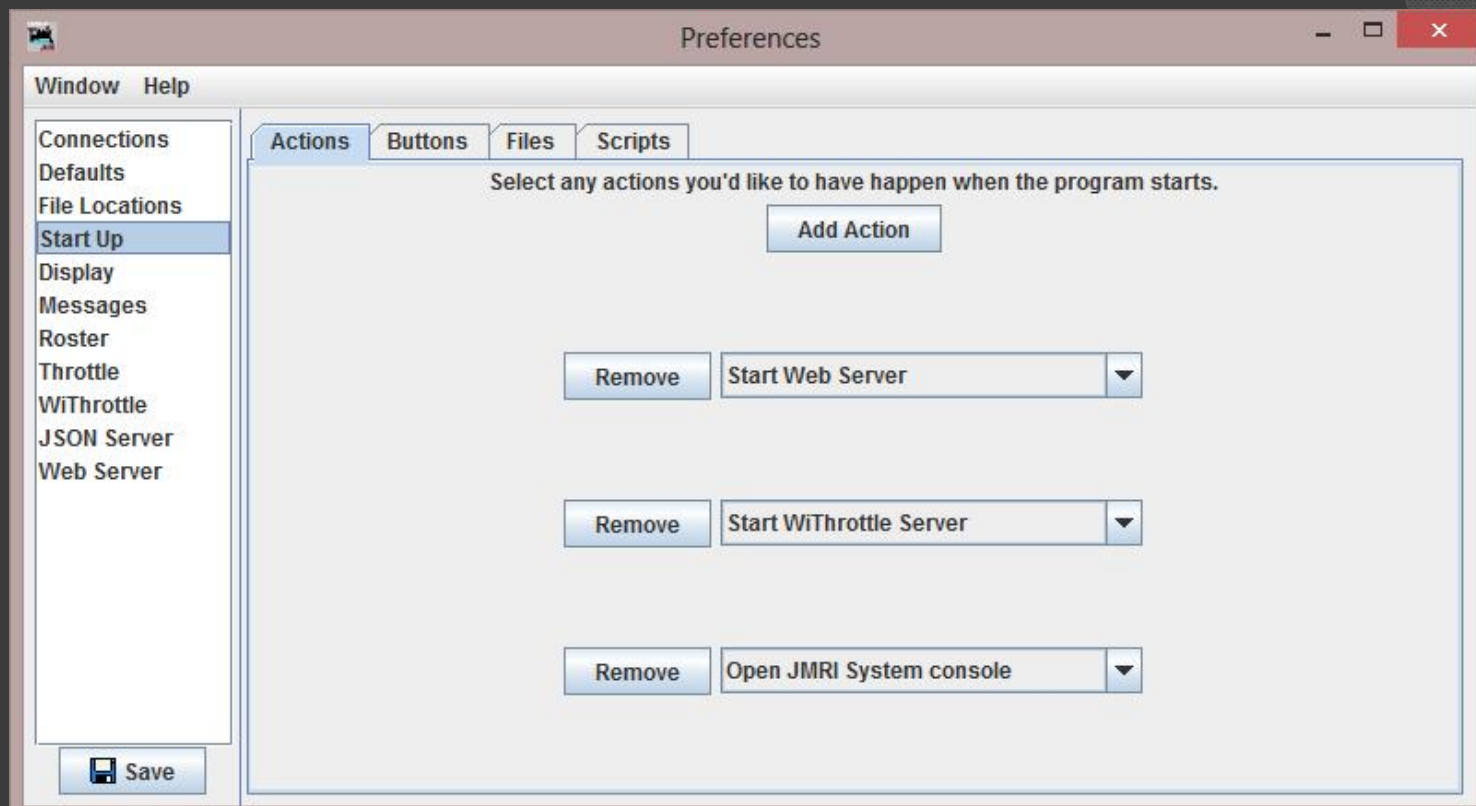 Preferences
Window Help
Connections
Defaults
File Locations
Start Up
Display
Messages
Roster
Throttle
WiThrottle
JSON Server
Web Server
Save
Actions Buttons Files Scripts
Select any actions you'd like to have happen when the program starts.
Add Action
Remove Start Web Server
Remove Start WiThrottle Server
Remove Open JMRI System console